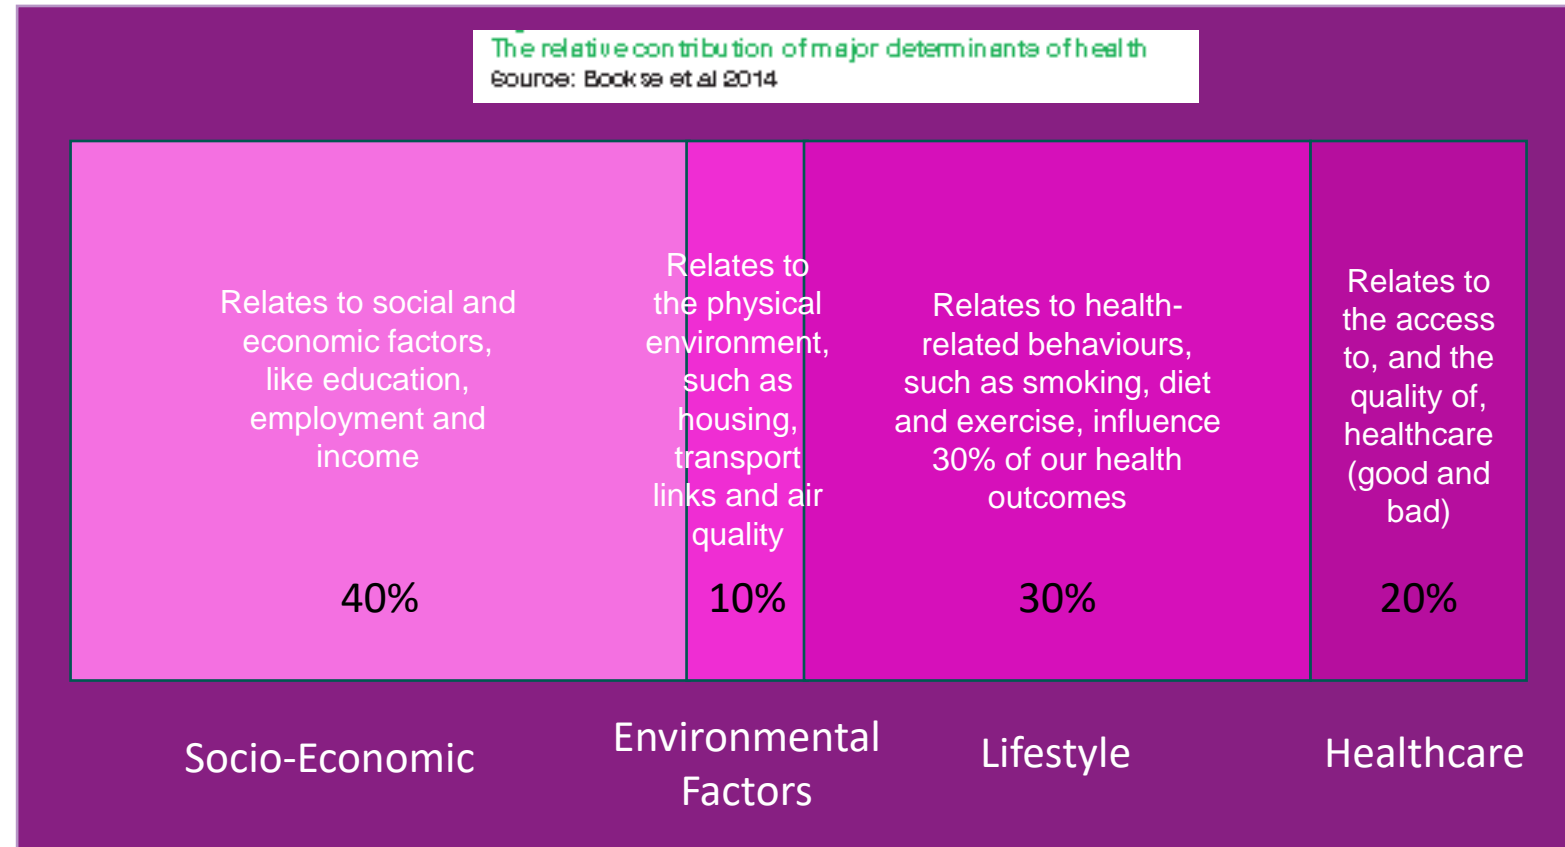 The relative contribution of major determinants of health
Source: Bookse et al 2014
Relates to social and
economic factors,
like education,
employment and
income
40%
Relates to
the physical
environment,
such as
housing,
transport
links and air
quality
10%
Relates to health-
related behaviours,
such as smoking, diet
and exercise, influence
30% of our health
outcomes
30%
Relates to
the access
to, and the
quality of,
healthcare
(good and
bad)
20%
Socio-Economic
Environmental
Factors
Lifestyle
Healthcare